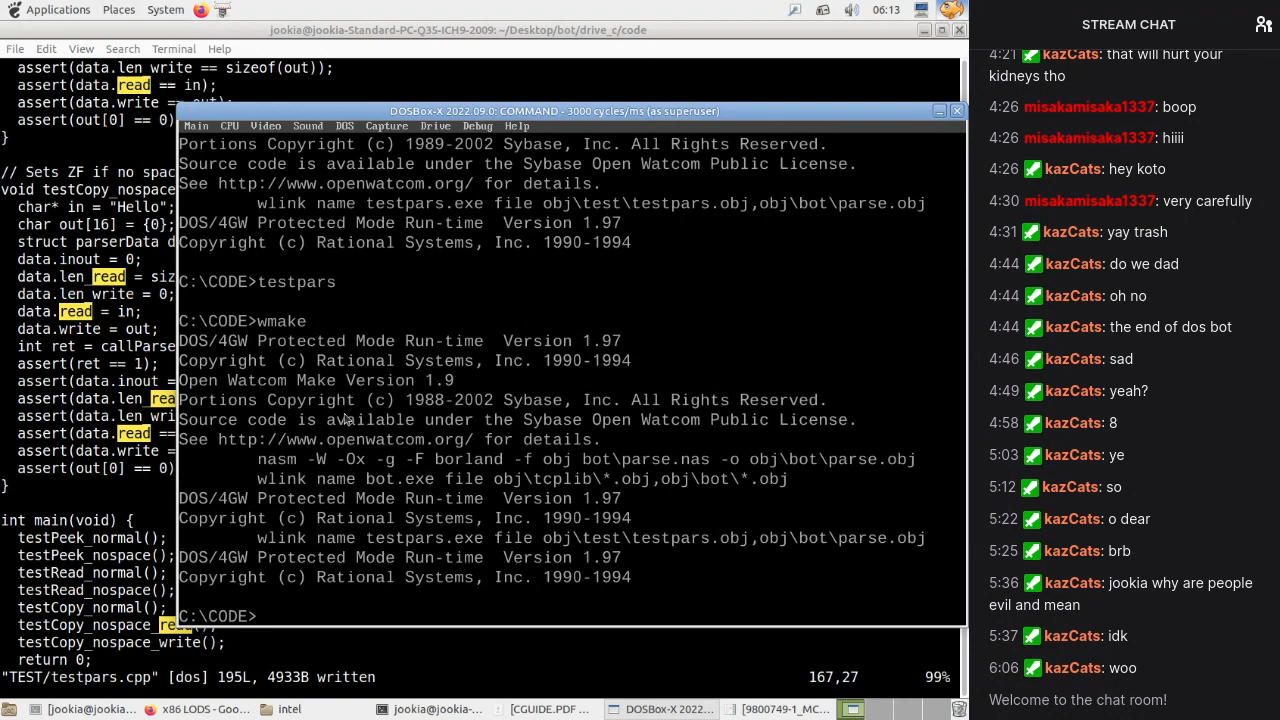 Applications Places System 06:13
jookia@jookia-Standard-PC-Q35-ICH9-2009: ~/Desktop/bot/drive_c/code
File Edit View Search Terminal Help
assert(data.len_write == sizeof(out));
assert(data.read == in);
assert(data.write == out);
assert(out[0] == 0)
}
// Sets ZF if no spac
void testCopy_nospace
char* in = "Hello";
char out[16] = {0};
struct parserData d
data.inout = 0;
data.len_read = siz
data.len_write = 0;
data.read = in;
data.write = out;
int ret = callParse
assert(ret == 1);
assert(data.inout =
assert(data.len_rea
assert(data.len_wri
assert(data.read ==
assert(data.write =
assert(out[0] == 0)
}
int main(void) {
testPeek_normal();
testPeek_nospace();
testRead_normal();
testRead_nospace();
testCopy_normal();
testCopy_nospace_read();
testCopy_nospace_write();
return 0;
"TEST/testpars.cpp" [dos] 195L, 4933B written 167,27 99%
DOSBox-X 2022.09.0: COMMAND - 3000 cycles/ms (as superuser)
Main CPU Video Sound DOS Capture Drive Debug Help
Portions Copyright (c) 1989-2002 Sybase, Inc. All Rights Reserved.
Source code is available under the Sybase Open Watcom Public License.
See http://www.openwatcom.org/ for details.
wlink name testpars.exe file obj\test\testpars.obj,obj\bot\parse.obj
DOS/4GW Protected Mode Run-time Version 1.97
Copyright (c) Rational Systems, Inc. 1990-1994
C:\CODE>testpars
C:\CODE>wmake
DOS/4GW Protected Mode Run-time Version 1.97
Copyright (c) Rational Systems, Inc. 1990-1994
Open Watcom Make Version 1.9
Portions Copyright (c) 1988-2002 Sybase, Inc. All Rights Reserved.
Source code is available under the Sybase Open Watcom Public License.
See http://www.openwatcom.org/ for details.
nasm -W -Ox -g -F borland -f obj bot\parse.nas -o obj\bot\parse.obj
wlink name bot.exe file obj\tcplib\*.obj,obj\bot\*.obj
DOS/4GW Protected Mode Run-time Version 1.97
Copyright (c) Rational Systems, Inc. 1990-1994
wlink name testpars.exe file obj\test\testpars.obj,obj\bot\parse.obj
DOS/4GW Protected Mode Run-time Version 1.97
Copyright (c) Rational Systems, Inc. 1990-1994
C:\CODE>
[jookia@jookia-... x86 LODS - Goo... intel jookia@jookia-... [CGUIDE.PDF ... DOSBOX-X 2022.... [9800749-1_MC...
STREAM CHAT
4:21 kazCats: that will hurt your
kidneys tho
4:26 misakamisaka1337: boop
4:26 misakamisaka1337: hiiii
4:26 kazCats: hey koto
4:30 misakamisaka1337: very carefully
4:31 kazCats: yay trash
4:44 kazCats: do we dad
4:44 kazCats: oh no
4:44 kazCats: the end of dos bot
4:46 kazCats: sad
4:49 kazCats: yeah?
4:58 kazCats: 8
5:03 kazCats: ye
5:12 kazCats: so
5:22 kazCats: o dear
5:25 kazCats: brb
5:36 kazCats: jookia why are people
evil and mean
5:37 kazCats: idk
6:06 kazCats: woo
Welcome to the chat room!